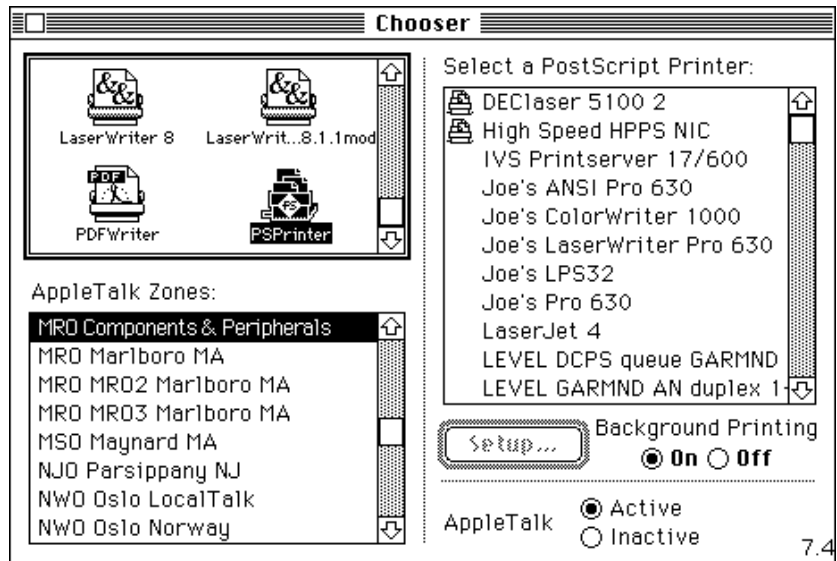 Chooser
LaserWriter 8
LaserWrit...8.1.1mod
PDF
PDFWriter
PS
PSPrinter
AppleTalk Zones:
MRO Components & Peripherals
MRO Marlboro MA
MRO MRO2 Marlboro MA
MRO MRO3 Marlboro MA
MSO Maynard MA
NJO Parsippany NJ
NWO Oslo LocalTalk
NWO Oslo Norway
Select a PostScript Printer:
DEClaser 5100 2
High Speed HPPS NIC
IVS Printserver 17/600
Joe's ANSI Pro 630
Joe's ColorWriter 1000
Joe's LaserWriter Pro 630
Joe's LPS32
Joe's Pro 630
LaserJet 4
LEVEL DCPS queue GARMND
LEVEL GARMND AN duplex 1-
Setup...
Background Printing
On Off
AppleTalk
Active
Inactive
7.4